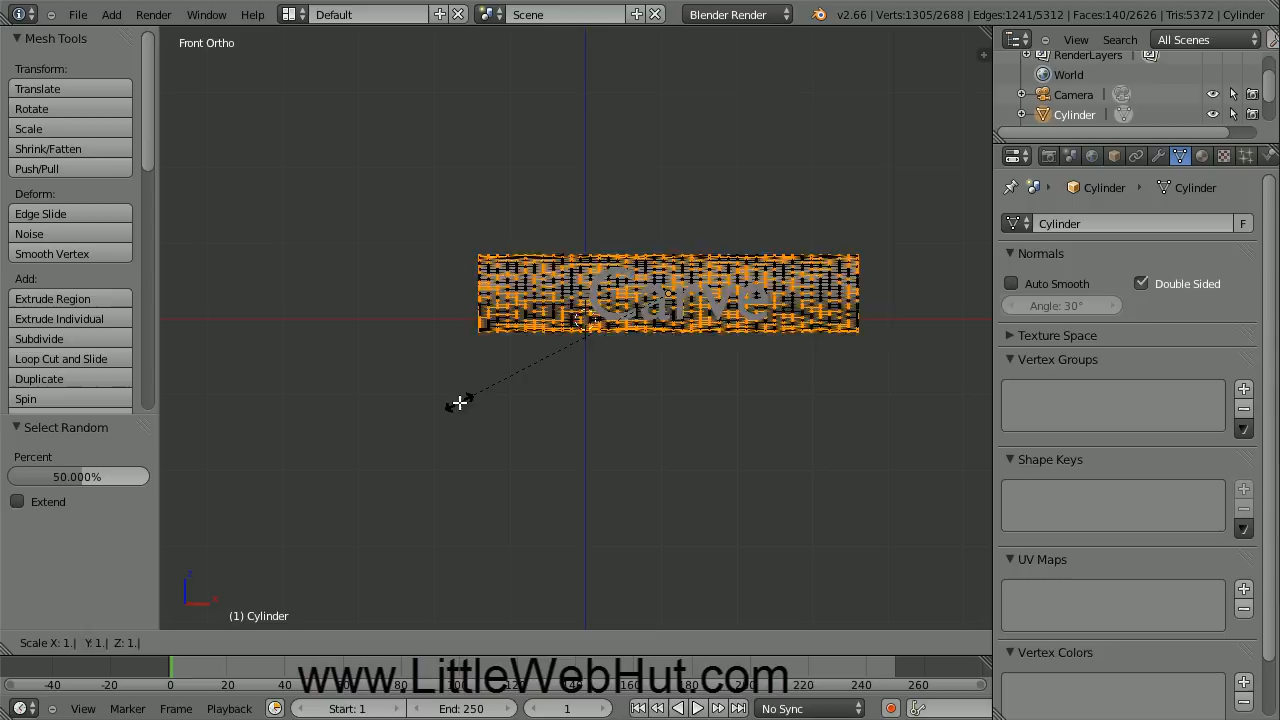 File Add Render Window Help Default Scene Blender Render v2.66 | Verts:1305/2688 | Edges:1241/5312 | Faces:140/2626 | Tris:5372 | Cylinder
Mesh Tools
Transform:
Translate
Rotate
Scale
Shrink/Fatten
Push/Pull
Deform:
Edge Slide
Noise
Smooth Vertex
Add:
Extrude Region
Extrude Individual
Subdivide
Loop Cut and Slide
Duplicate
Spin
Select Random
Percent
50.000%
Extend
Front Ortho
Carve
z
x
(1) Cylinder
Scale X: 1.| Y: 1.| Z: 1.|
View Search All Scenes
RenderLayers |
World
Camera |
Cylinder |
Cylinder Cylinder
Cylinder F
Normals
Auto Smooth Double Sided
Angle: 30°
Texture Space
Vertex Groups
Shape Keys
UV Maps
Vertex Colors
www.LittleWebHut.com
-40 -20 0 20 40 60 80 100 120 140 160 180 200 220 240 260
View Marker Frame Playback Start: 1 End: 250 1 No Sync